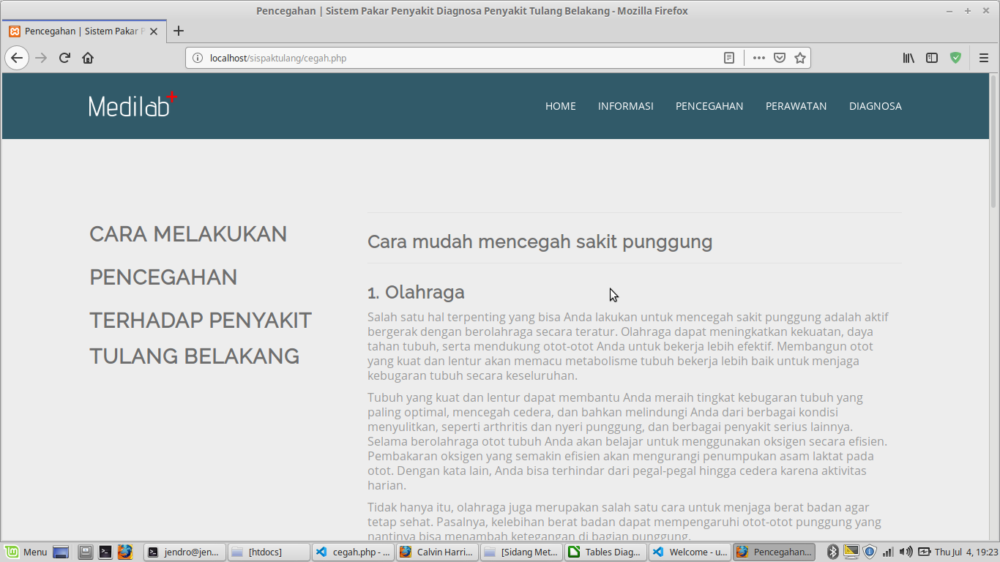 Pencegahan | Sistem Pakar Penyakit Diagnosa Penyakit Tulang Belakang - Mozilla Firefox
Pencegahan | Sistem Pakar P
localhost/sispaktulang/cegah.php
Medilab+
HOME INFORMASI PENCEGAHAN PERAWATAN DIAGNOSA
CARA MELAKUKAN
PENCEGAHAN
TERHADAP PENYAKIT
TULANG BELAKANG
Cara mudah mencegah sakit punggung
1. Olahraga
Salah satu hal terpenting yang bisa Anda lakukan untuk mencegah sakit punggung adalah aktif
bergerak dengan berolahraga secara teratur. Olahraga dapat meningkatkan kekuatan, daya
tahan tubuh, serta mendukung otot-otot Anda untuk bekerja lebih efektif. Membangun otot
yang kuat dan lentur akan memacu metabolisme tubuh bekerja lebih baik untuk menjaga
kebugaran tubuh secara keseluruhan.
Tubuh yang kuat dan lentur dapat membantu Anda meraih tingkat kebugaran tubuh yang
paling optimal, mencegah cedera, dan bahkan melindungi Anda dari berbagai kondisi
menyulitkan, seperti arthritis dan nyeri punggung, dan berbagai penyakit serius lainnya.
Selama berolahraga otot tubuh Anda akan belajar untuk menggunakan oksigen secara efisien.
Pembakaran oksigen yang semakin efisien akan mengurangi penumpukan asam laktat pada
otot. Dengan kata lain, Anda bisa terhindar dari pegal-pegal hingga cedera karena aktivitas
harian.
Tidak hanya itu, olahraga juga merupakan salah satu cara untuk menjaga berat badan agar
tetap sehat. Pasalnya, kelebihan berat badan dapat mempengaruhi otot-otot punggung yang
nantinya bisa menambah ketegangan di bagian punggung.
Menu jendro@jen... [htdocs] cegah.php - ... Calvin Harri... [Sidang Met... Tables Diag... Welcome - u... Pencegahan... Thu Jul 4, 19:23